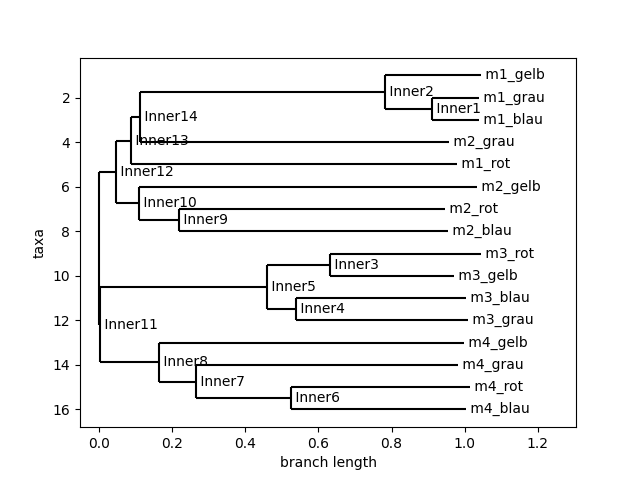 m1_gelb
Inner2
2
m1_grau
Inner1
Inner14
m1_blau
4
Inner13
m2_grau
m1_rot
Inner12
6
m2_gelb
Inner10
m2_rot
Inner9
8
m2_blau
taxa
m3_rot
Inner3
10
m3_gelb
Inner5
m3_blau
Inner4
12
m3_grau
Inner11
m4_gelb
Inner8
14
m4_grau
Inner7
m4_rot
Inner6
16
m4_blau
0.0 0.2 0.4 0.6 0.8 1.0 1.2
branch length